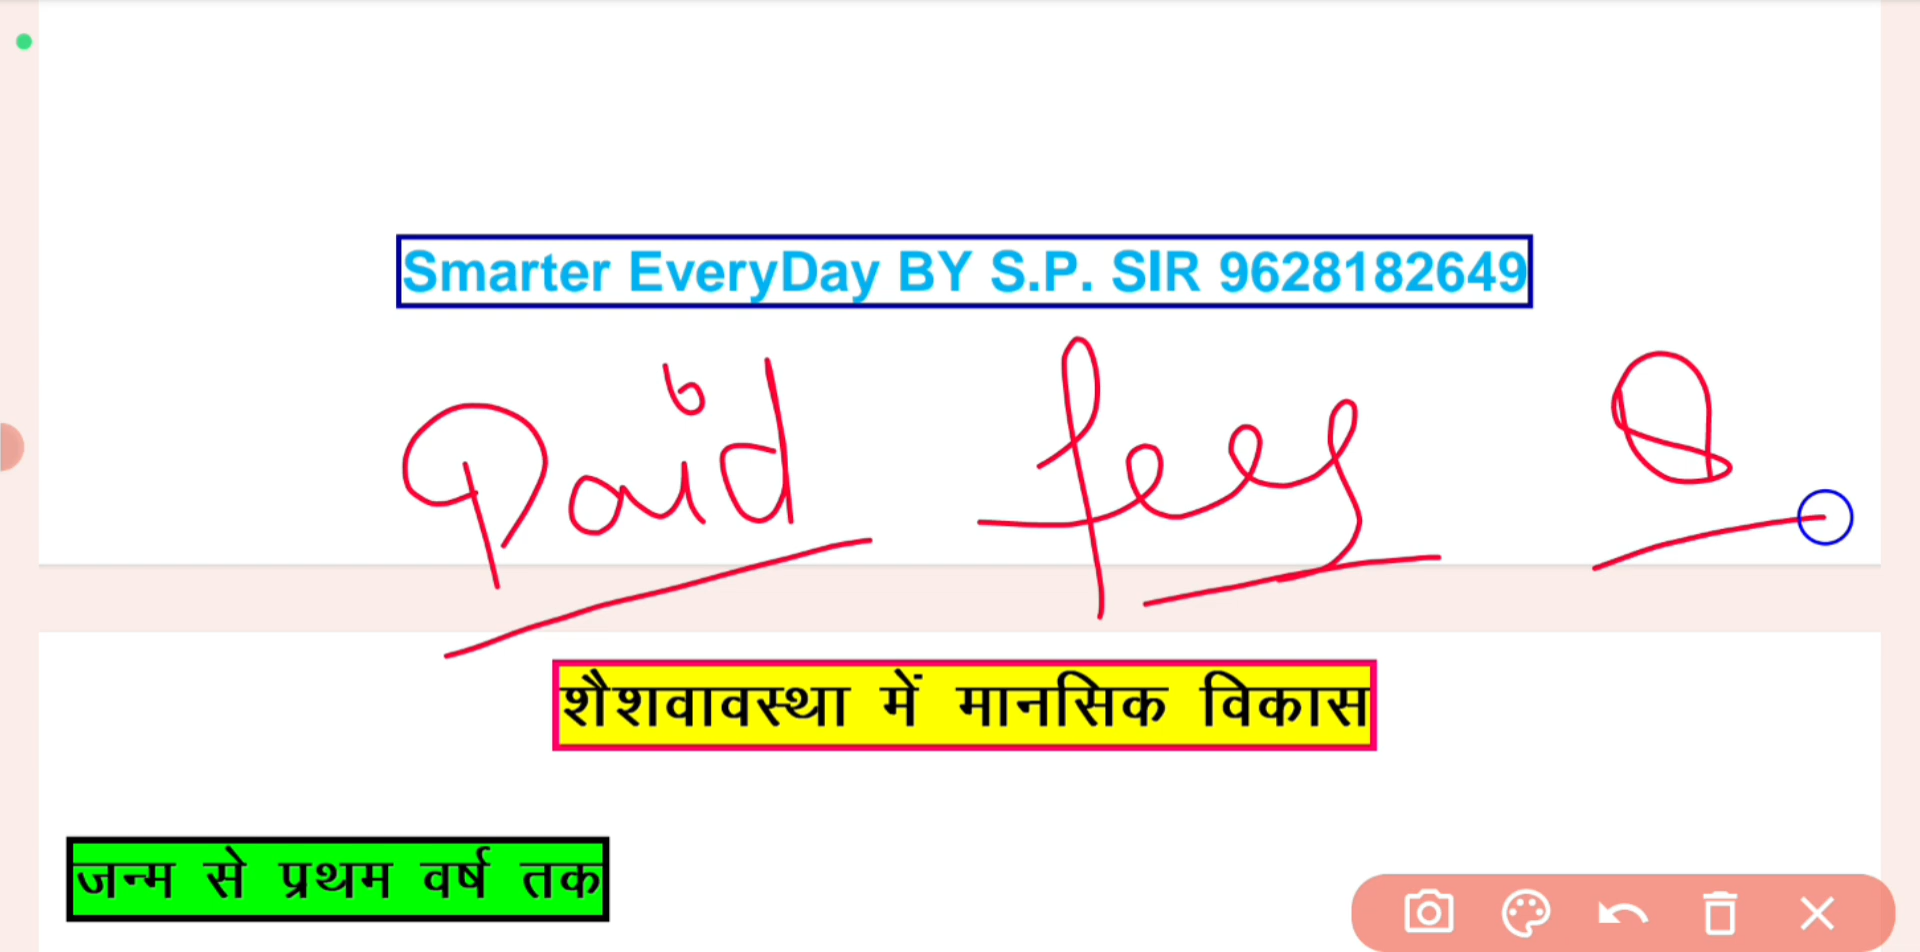 Smarter EveryDay BY S.P. SIR 9628182649
Paid fees
शैशवावस्था में मानसिक विकास
जन्म से प्रथम वर्ष तक